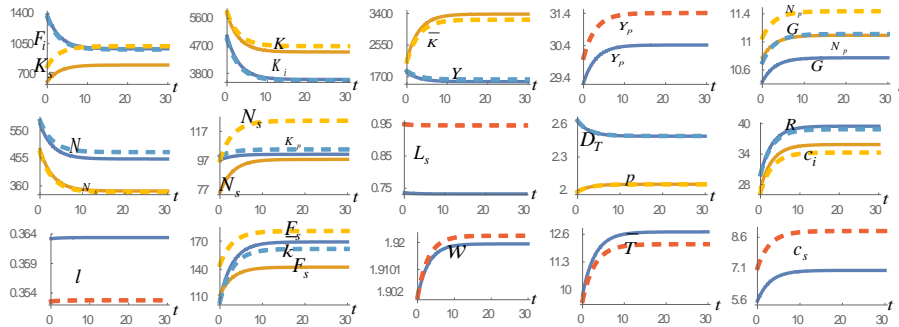 1400 1050 700 F_i K_s 0 10 20 30 t
5600 4700 3800 K K_i 0 10 20 30 t
3400 2550 1700 κ̄ Y 0 10 20 30 t
31.4 30.4 29.4 Y_p Y_p 0 10 20 30 t
11.4 11. 10.6 N_p G N_p G 0 10 20 30 t
550 455 360 N N 0 10 20 30 t
117 97 77 N_s K_p N_s 0 10 20 30 t
0.95 0.85 0.75 L_s 0 10 20 30 t
2.6 2.3 2. D_T p 0 10 20 30 t
40 34 28 R c_i 0 10 20 30 t
0.364 0.354 l 0 10 20 30 t
170 140 110 F_s k̄ F_s 0 10 20 30 t
1.92 1.9101 1.902 W 0 10 20 30 t
12.6 10. 9 T̄ 0 10 20 30 t
8.6 7.1 5.6 c_s 0 10 20 30 t